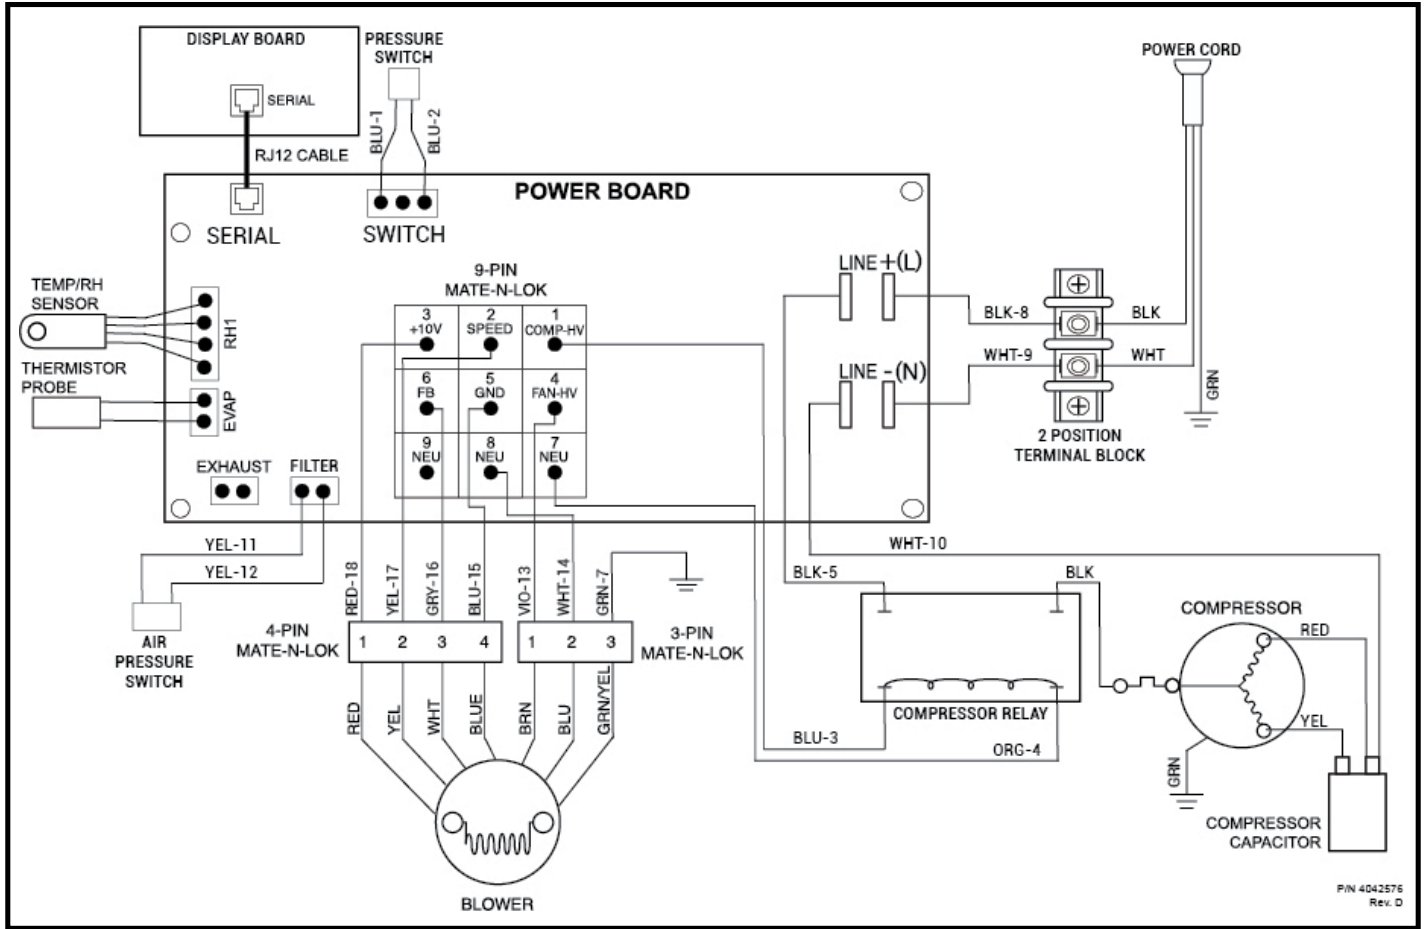 DISPLAY BOARD
SERIAL
RJ12 CABLE
PRESSURE
SWITCH
BLU-1
BLU-2
POWER CORD
POWER BOARD
SERIAL
SWITCH
TEMP/RH
SENSOR
RH1
THERMISTOR
PROBE
EVAP
EXHAUST
FILTER
9-PIN
MATE-N-LOK
3
+10V
2
SPEED
1
COMP-HV
6
FB
5
GND
4
FAN-HV
9
NEU
8
NEU
7
NEU
LINE +(L)
LINE -(N)
BLK-8
BLK
WHT-9
WHT
GRN
2 POSITION
TERMINAL BLOCK
YEL-11
YEL-12
AIR
PRESSURE
SWITCH
RED-18
YEL-17
GRY-16
BLU-15
VIO-13
WHT-14
GRN-7
4-PIN
MATE-N-LOK
1 2 3 4
1 2 3
3-PIN
MATE-N-LOK
RED
YEL
WHT
BLUE
BRN
BLU
GRN/YEL
BLOWER
WHT-10
BLK-5
BLK
COMPRESSOR RELAY
BLU-3
ORG-4
COMPRESSOR
RED
YEL
GRN
COMPRESSOR
CAPACITOR
P/N 4042576
Rev. D